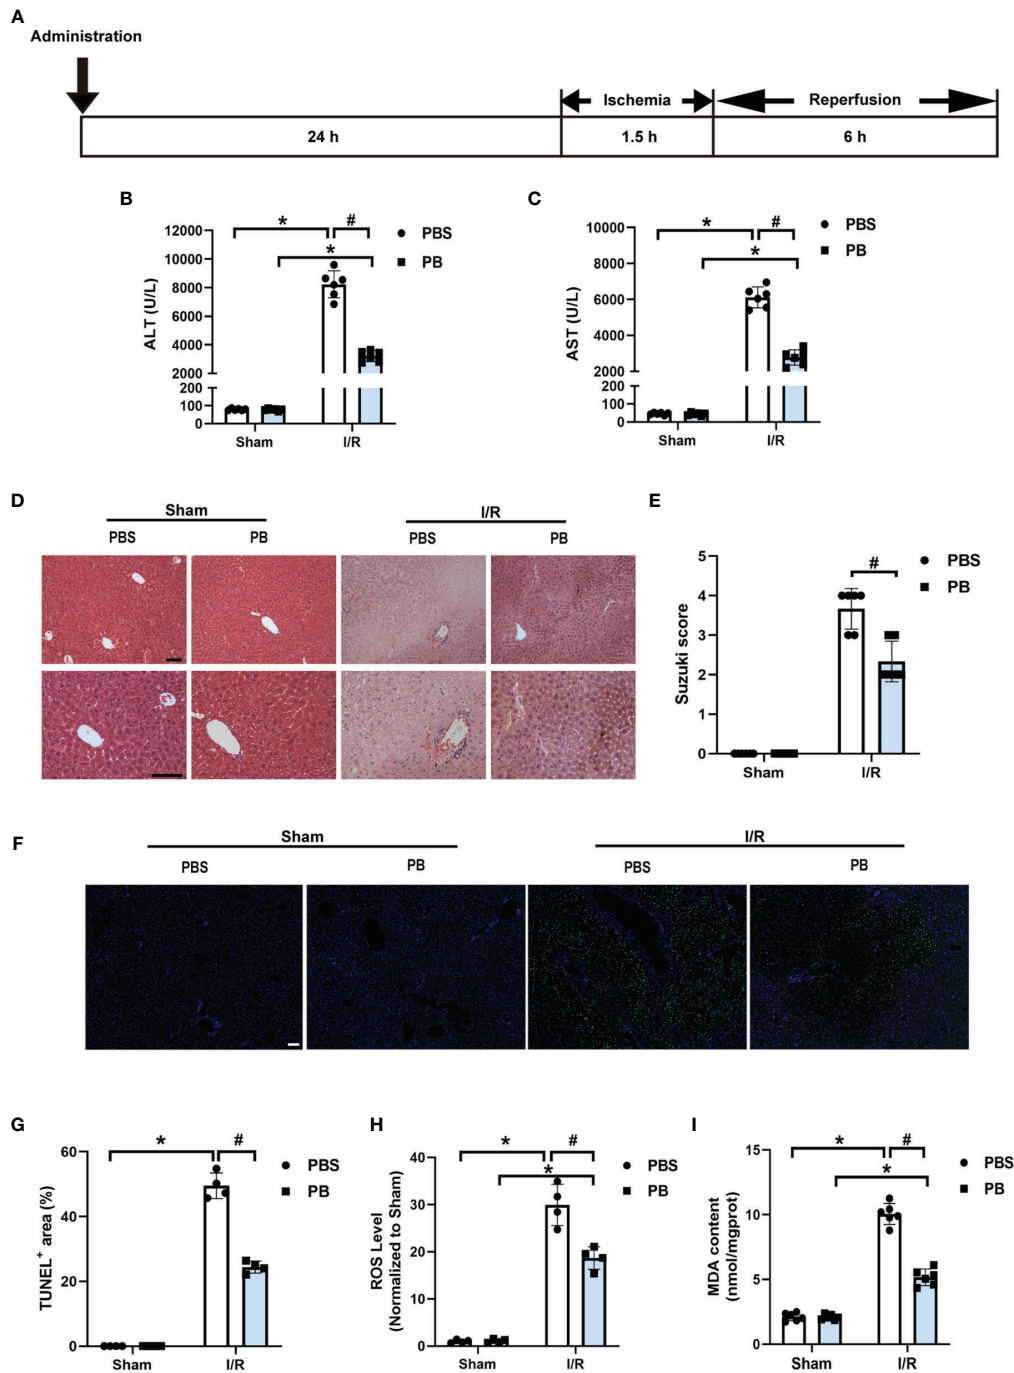 A
Administration
Ischemia
Reperfusion
24 h
1.5 h
6 h
B
* #
*
PBS
PB
ALT (U/L)
12000
10000
8000
6000
4000
2000
200
100
0
Sham
I/R
C
* #
*
PBS
PB
AST (U/L)
10000
8000
6000
4000
2000
200
100
0
Sham
I/R
D
Sham
I/R
PBS
PB
PBS
PB
E
#
PBS
PB
Suzuki score
5
4
3
2
1
0
Sham
I/R
F
Sham
I/R
PBS
PB
PBS
PB
G
* #
PBS
PB
TUNEL+ area (%)
60
40
20
0
Sham
I/R
H
* #
*
PBS
PB
ROS Level
(Normalized to Sham)
40
30
20
10
0
Sham
I/R
I
* #
*
PBS
PB
MDA content
(nmol/mgprot)
15
10
5
0
Sham
I/R